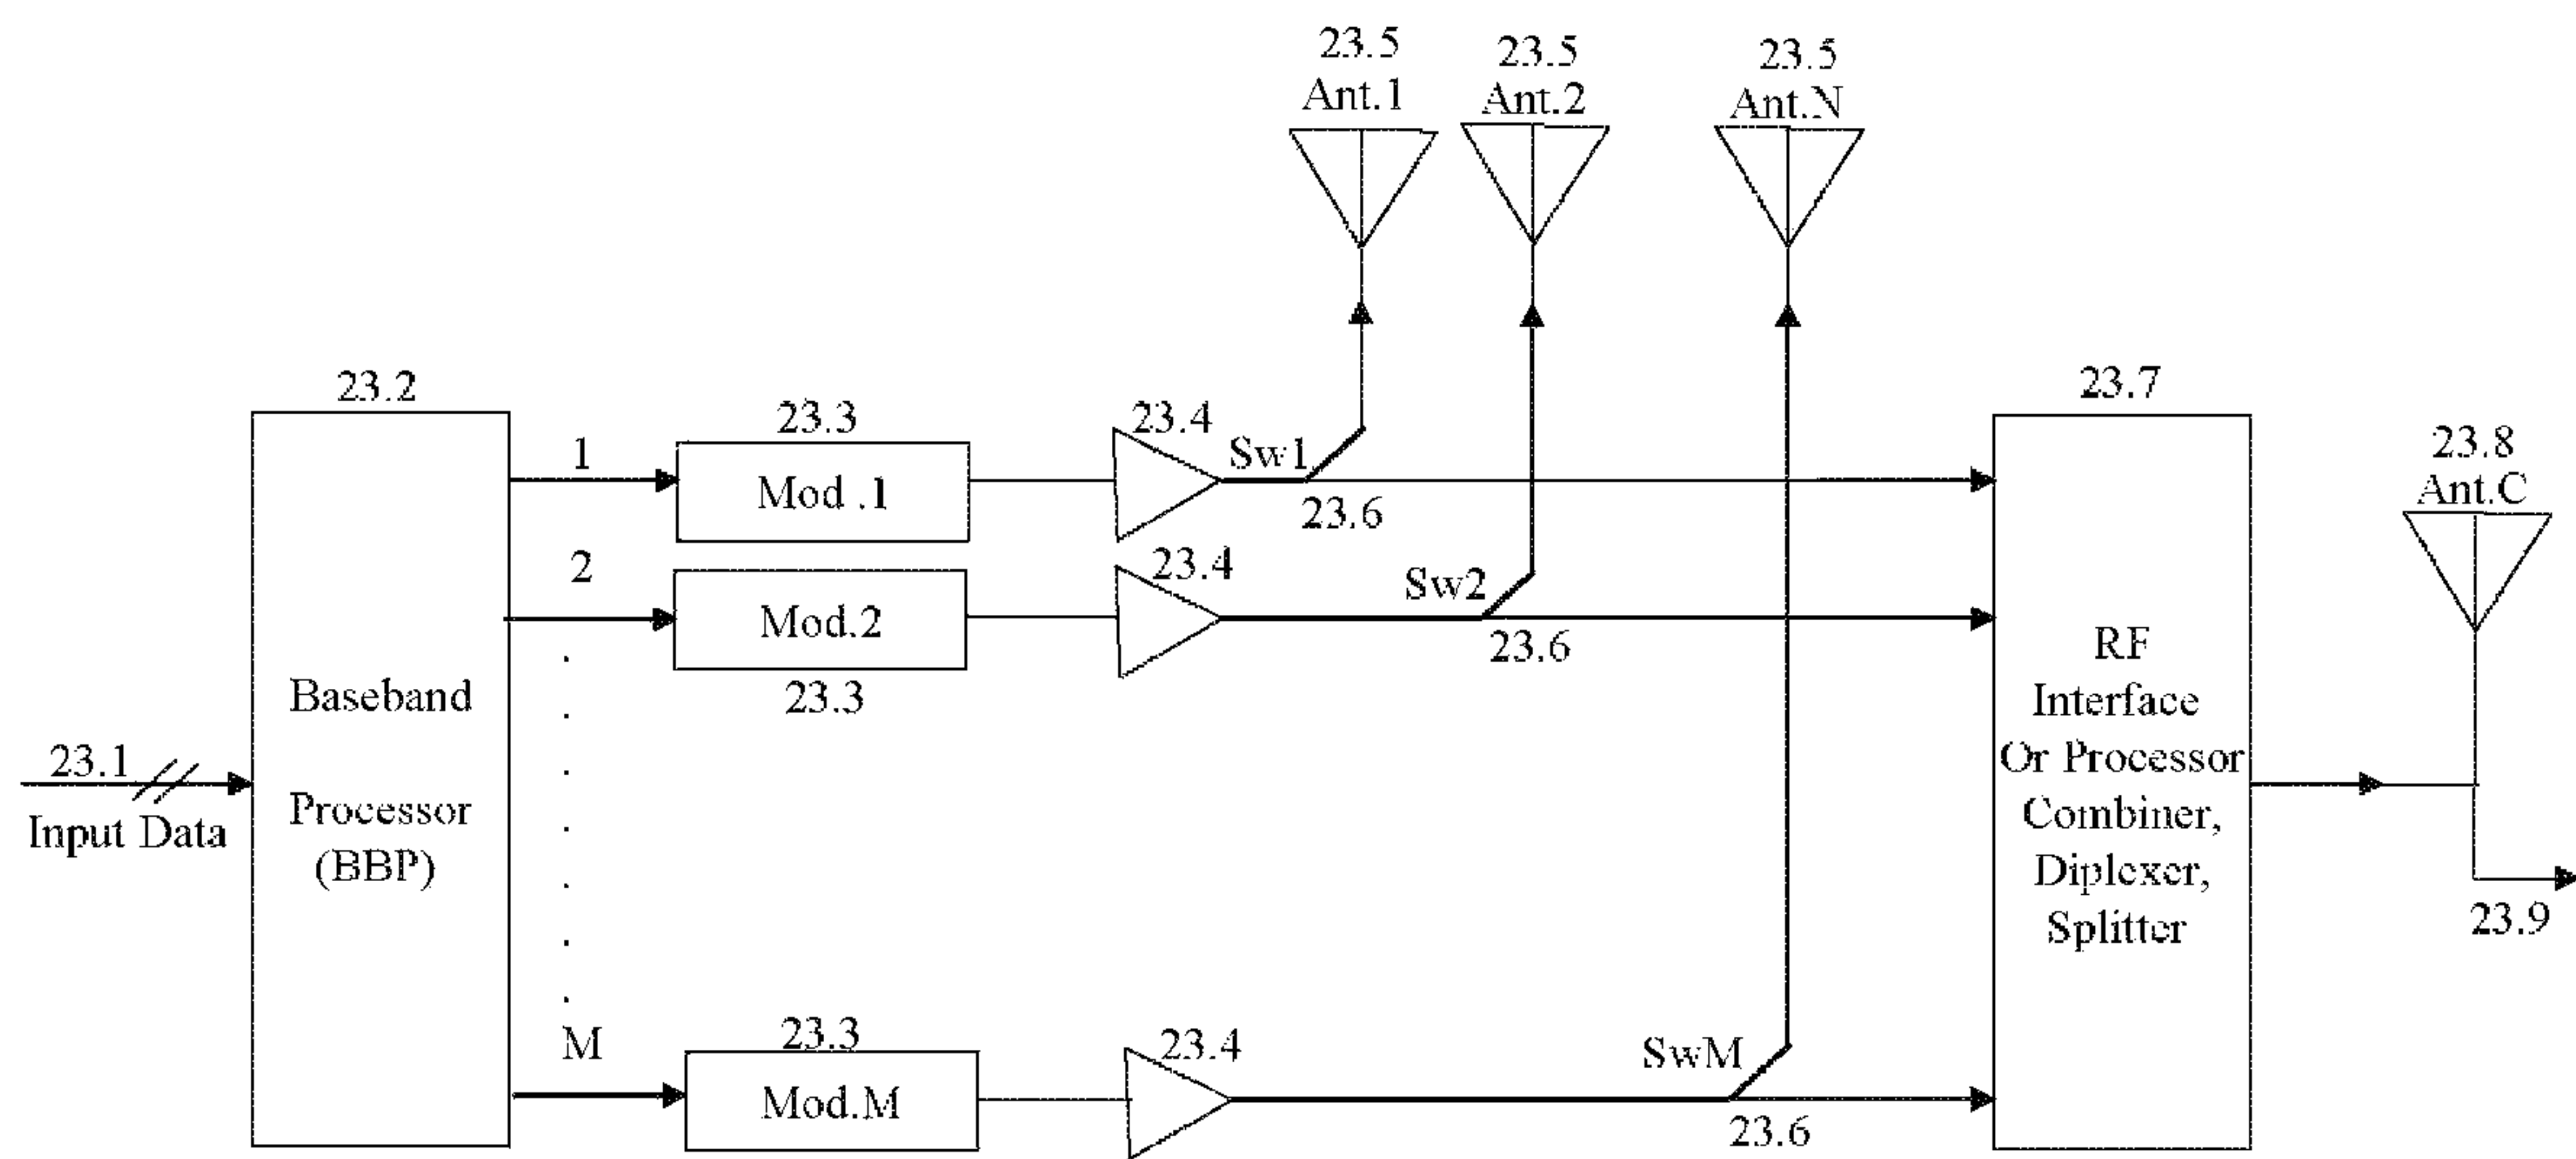 23.5
Ant.1
23.5
Ant.2
23.5
Ant.N
23.2
Baseband
Processor
(BBP)
23.1
Input Data
1
23.3
Mod .1
23.4
Sw1
23.6
2
Mod.2
23.3
23.4
Sw2
23.6
M
23.3
Mod.M
23.4
SwM
23.6
23.7
RF
Interface
Or Processor
Combiner,
Diplexer,
Splitter
23.8
Ant.C
23.9